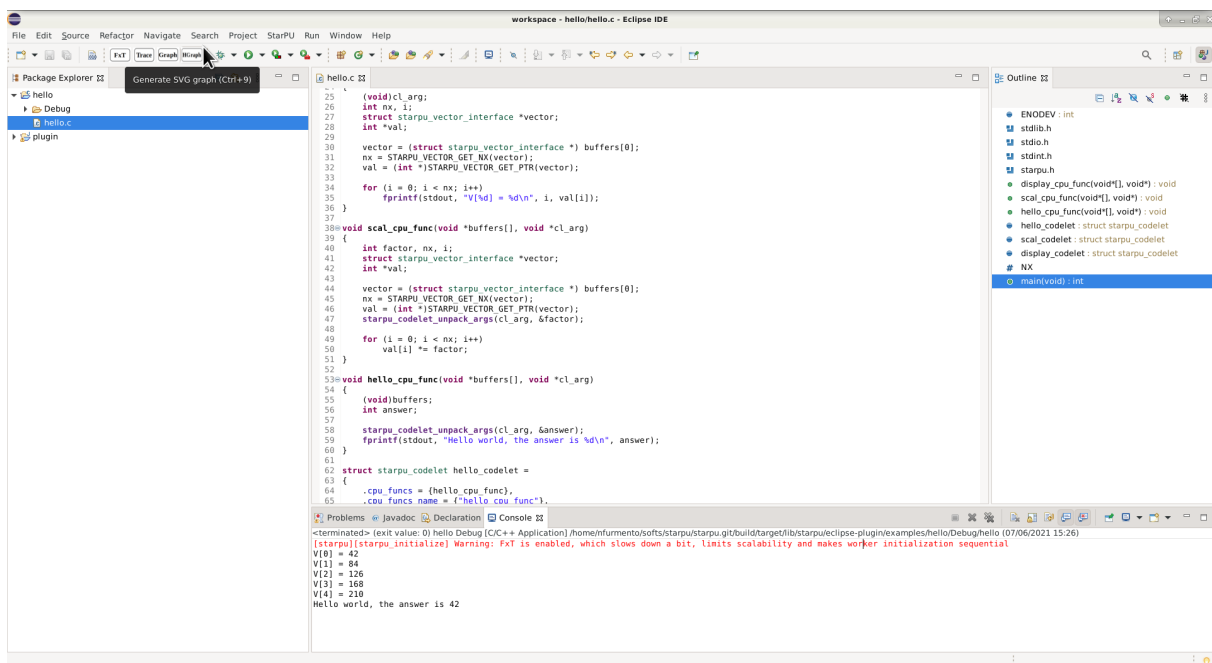 workspace - hello/hello.c - Eclipse IDE
File Edit Source Refactor Navigate Search Project StarPU Run Window Help
FxT Trace Graph HGraph
Generate SVG graph (Ctrl+9)
Package Explorer
hello
Debug
hello.c
plugin
hello.c
25 (void)cl_arg;
26 int nx, i;
27 struct starpu_vector_interface *vector;
28 int *val;
29
30 vector = (struct starpu_vector_interface *) buffers[0];
31 nx = STARPU_VECTOR_GET_NX(vector);
32 val = (int *)STARPU_VECTOR_GET_PTR(vector);
33
34 for (i = 0; i < nx; i++)
35 fprintf(stdout, "V[%d] = %d\n", i, val[i]);
36 }
37
38 void scal_cpu_func(void *buffers[], void *cl_arg)
39 {
40 int factor, nx, i;
41 struct starpu_vector_interface *vector;
42 int *val;
43
44 vector = (struct starpu_vector_interface *) buffers[0];
45 nx = STARPU_VECTOR_GET_NX(vector);
46 val = (int *)STARPU_VECTOR_GET_PTR(vector);
47 starpu_codelet_unpack_args(cl_arg, &factor);
48
49 for (i = 0; i < nx; i++)
50 val[i] *= factor;
51 }
52
53 void hello_cpu_func(void *buffers[], void *cl_arg)
54 {
55 (void)buffers;
56 int answer;
57
58 starpu_codelet_unpack_args(cl_arg, &answer);
59 fprintf(stdout, "Hello world, the answer is %d\n", answer);
60 }
61
62 struct starpu_codelet hello_codelet =
63 {
64 .cpu_funcs = {hello_cpu_func},
65 .cpu_funcs_name = {"hello_cpu_func"},
Outline
ENODEV : int
stdlib.h
stdio.h
stdint.h
starpu.h
display_cpu_func(void*[], void*) : void
scal_cpu_func(void*[], void*) : void
hello_cpu_func(void*[], void*) : void
hello_codelet : struct starpu_codelet
scal_codelet : struct starpu_codelet
display_codelet : struct starpu_codelet
# NX
main(void) : int
Problems Javadoc Declaration Console
<terminated> (exit value: 0) hello Debug [C/C++ Application] /home/nfurmento/softs/starpu/starpu.git/build/target/lib/starpu/eclipse-plugin/examples/hello/Debug/hello (07/06/2021 15:26)
[starpu][starpu_initialize] Warning: FxT is enabled, which slows down a bit, limits scalability and makes worker initialization sequential
V[0] = 42
V[1] = 84
V[2] = 126
V[3] = 168
V[4] = 210
Hello world, the answer is 42